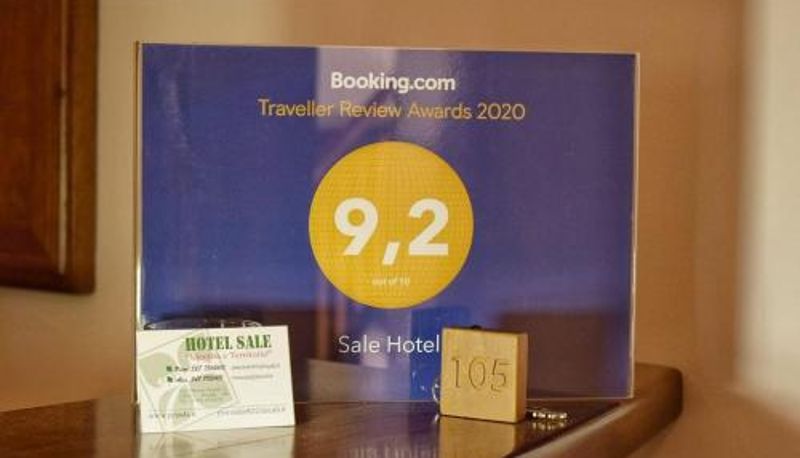 Booking.com
Traveller Review Awards 2020
9,2
out of 10
Sale Hotel
HOTEL SALE
105